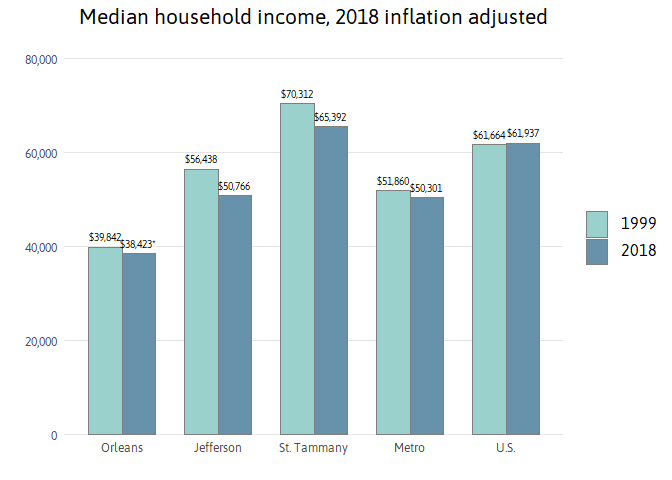 Median household income, 2018 inflation adjusted
80,000
60,000
40,000
20,000
0
$39,842
$38,423*
$56,438
$50,766
$70,312
$65,392
$51,860
$50,301
$61,664
$61,937
Orleans
Jefferson
St. Tammany
Metro
U.S.
1999
2018